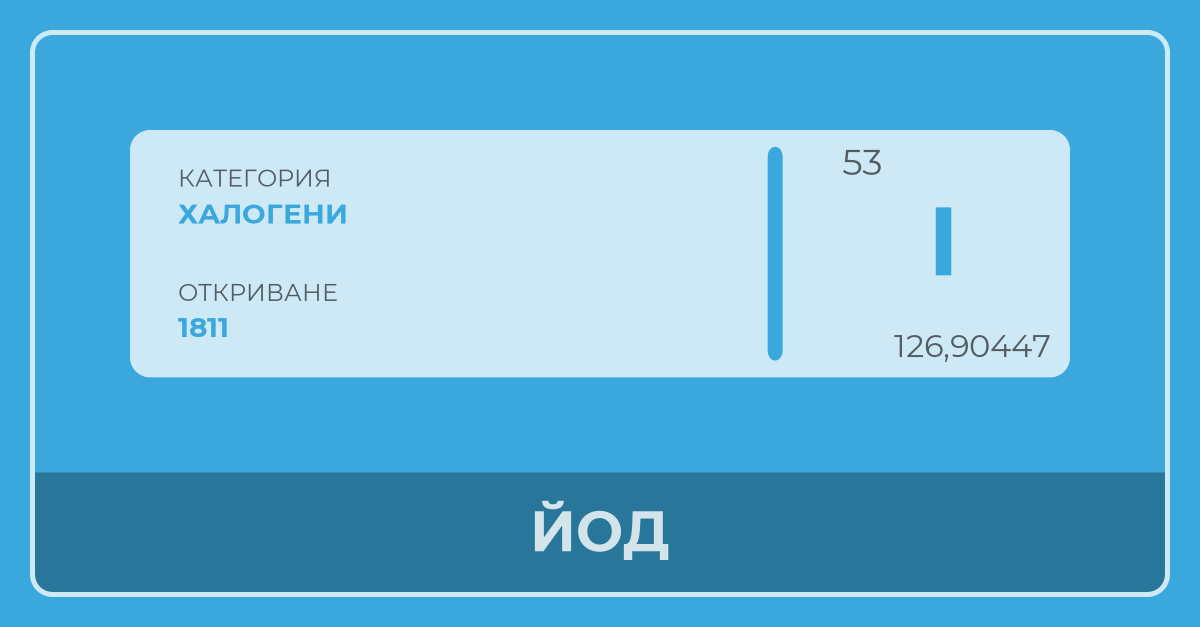 КАТЕГОРИЯ
ХАЛОГЕНИ
ОТКРИВАНЕ
1811
53
I
126,90447
ЙОД